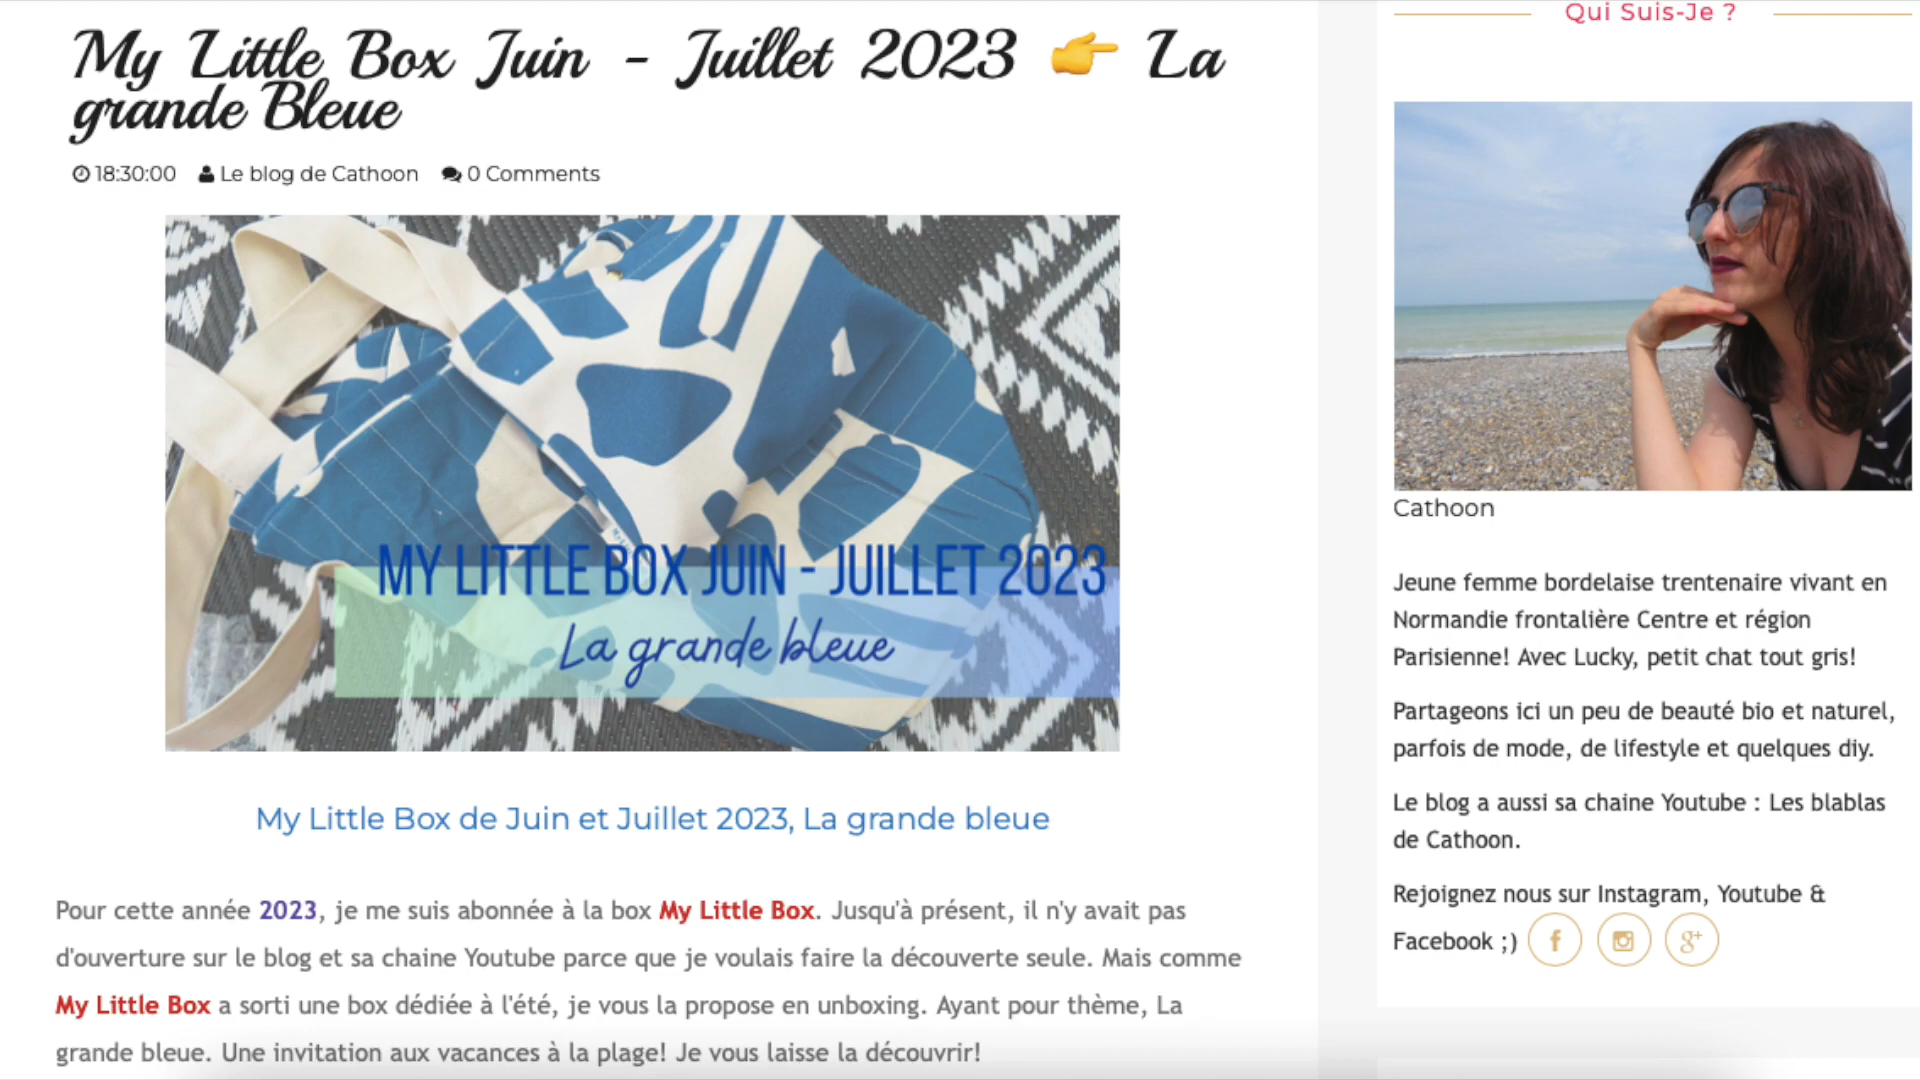 My Little Box Juin - Juillet 2023 👉 La
grande Bleue
18:30:00 Le blog de Cathoon 0 Comments
MY LITTLE BOX JUIN - JUILLET 2023
La grande bleue
My Little Box de Juin et Juillet 2023, La grande bleue
Pour cette année 2023, je me suis abonnée à la box My Little Box. Jusqu'à présent, il n'y avait pas
d'ouverture sur le blog et sa chaine Youtube parce que je voulais faire la découverte seule. Mais comme
My Little Box a sorti une box dédiée à l'été, je vous la propose en unboxing. Ayant pour thème, La
grande bleue. Une invitation aux vacances à la plage! Je vous laisse la découvrir!
Qui Suis-Je ?
Cathoon
Jeune femme bordelaise trentenaire vivant en
Normandie frontalière Centre et région
Parisienne! Avec Lucky, petit chat tout gris!
Partageons ici un peu de beauté bio et naturel,
parfois de mode, de lifestyle et quelques diy.
Le blog a aussi sa chaine Youtube : Les blablas
de Cathoon.
Rejoignez nous sur Instagram, Youtube &
Facebook ;)